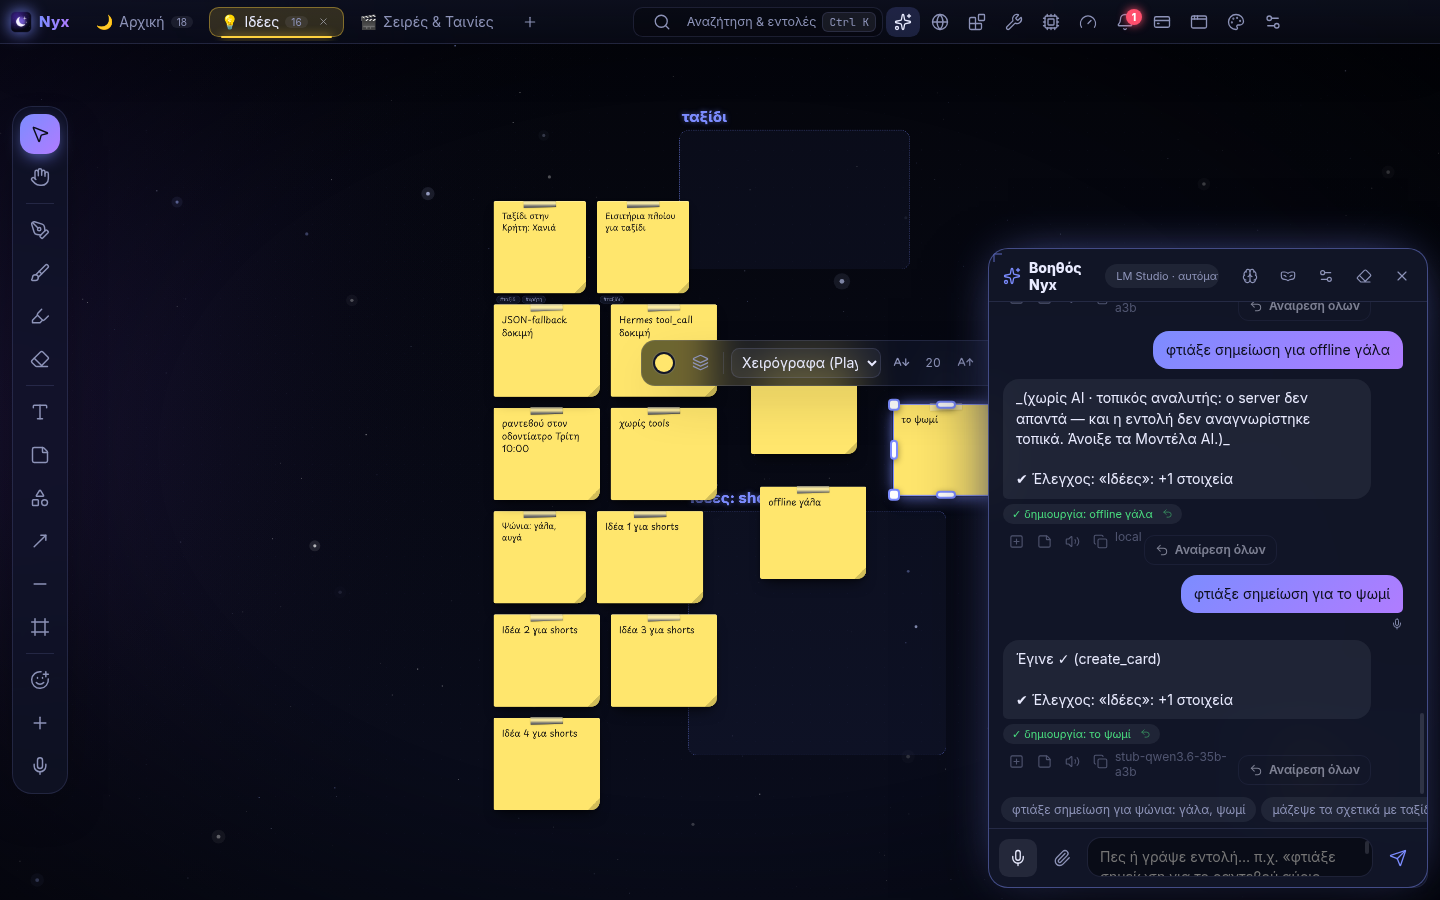 Nyx
Αρχική 18
Ιδέες 16
Σειρές & Ταινίες
Αναζήτηση & εντολές Ctrl K
1
ταξίδι
Ταξίδι στην
Κρήτη: Χανιά
Εισιτήρια πλοίου
για ταξίδι
#ταξίδι
JSON-fallback
δοκιμή
Hermes tool_call
δοκιμή
Χειρόγραφα (Play
20
ραντεβού στον
οδοντίατρο Τρίτη
10:00
χωρίς tools
το ψωμί
offline γάλα
Ψώνια: γάλα,
αυγά
Ιδέα 1 για shorts
Ιδέα 2 για shorts
Ιδέα 3 για shorts
Ιδέα 4 για shorts
Βοηθός
Nyx
LM Studio · αυτόμα
a3b
Αναίρεση όλων
φτιάξε σημείωση για offline γάλα
_(χωρίς AI · τοπικός αναλυτής: ο server δεν
απαντά — και η εντολή δεν αναγνωρίστηκε
τοπικά. Άνοιξε τα Μοντέλα AI.)_
✔ Έλεγχος: «Ιδέες»: +1 στοιχεία
✓ δημιουργία: offline γάλα
local
Αναίρεση όλων
φτιάξε σημείωση για το ψωμί
Έγινε ✓ (create_card)
✔ Έλεγχος: «Ιδέες»: +1 στοιχεία
✓ δημιουργία: το ψωμί
stub-qwen3.6-35b-
a3b
Αναίρεση όλων
φτιάξε σημείωση για ψώνια: γάλα, ψωμί
μάζεψε τα σχετικά με ταξίδ
Πες ή γράψε εντολή... π.χ. «φτιάξε
σημείωση για το ραντεβού αύριο